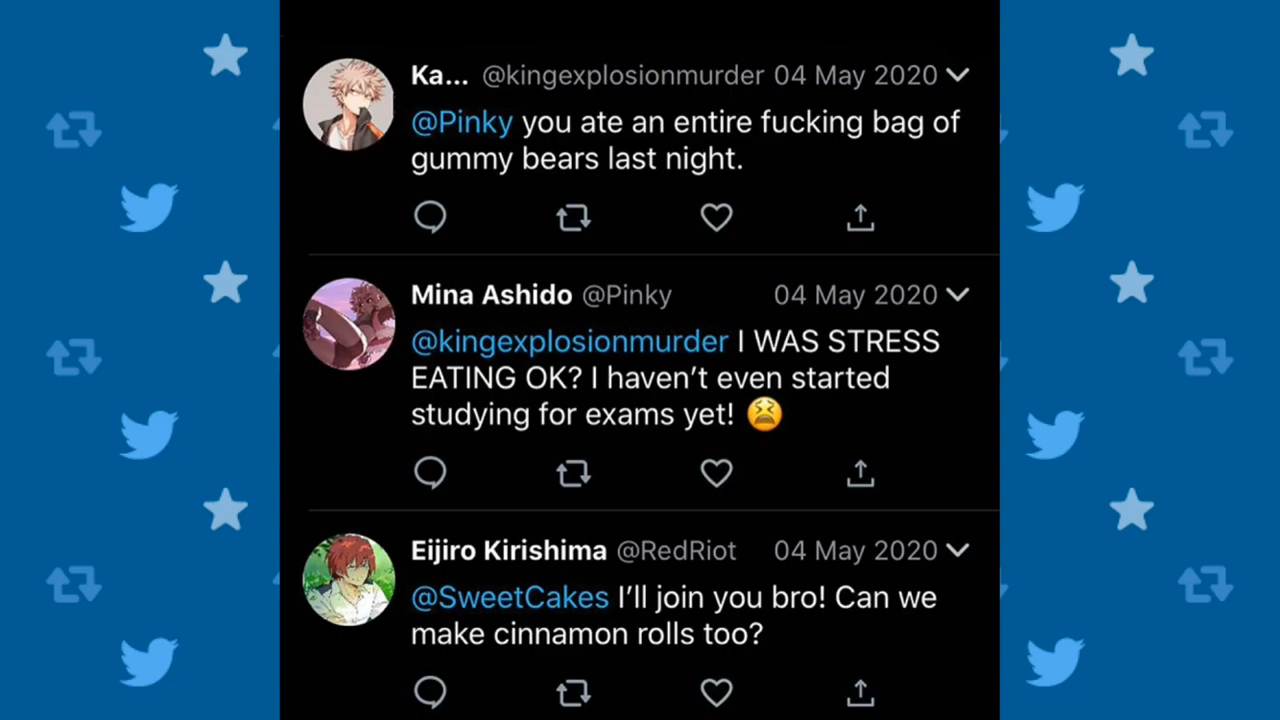 Ka... @kingexplosionmurder 04 May 2020
@Pinky you ate an entire fucking bag of
gummy bears last night.
Mina Ashido @Pinky 04 May 2020
@kingexplosionmurder I WAS STRESS
EATING OK? I haven’t even started
studying for exams yet! 😫
Eijiro Kirishima @RedRiot 04 May 2020
@SweetCakes I’ll join you bro! Can we
make cinnamon rolls too?